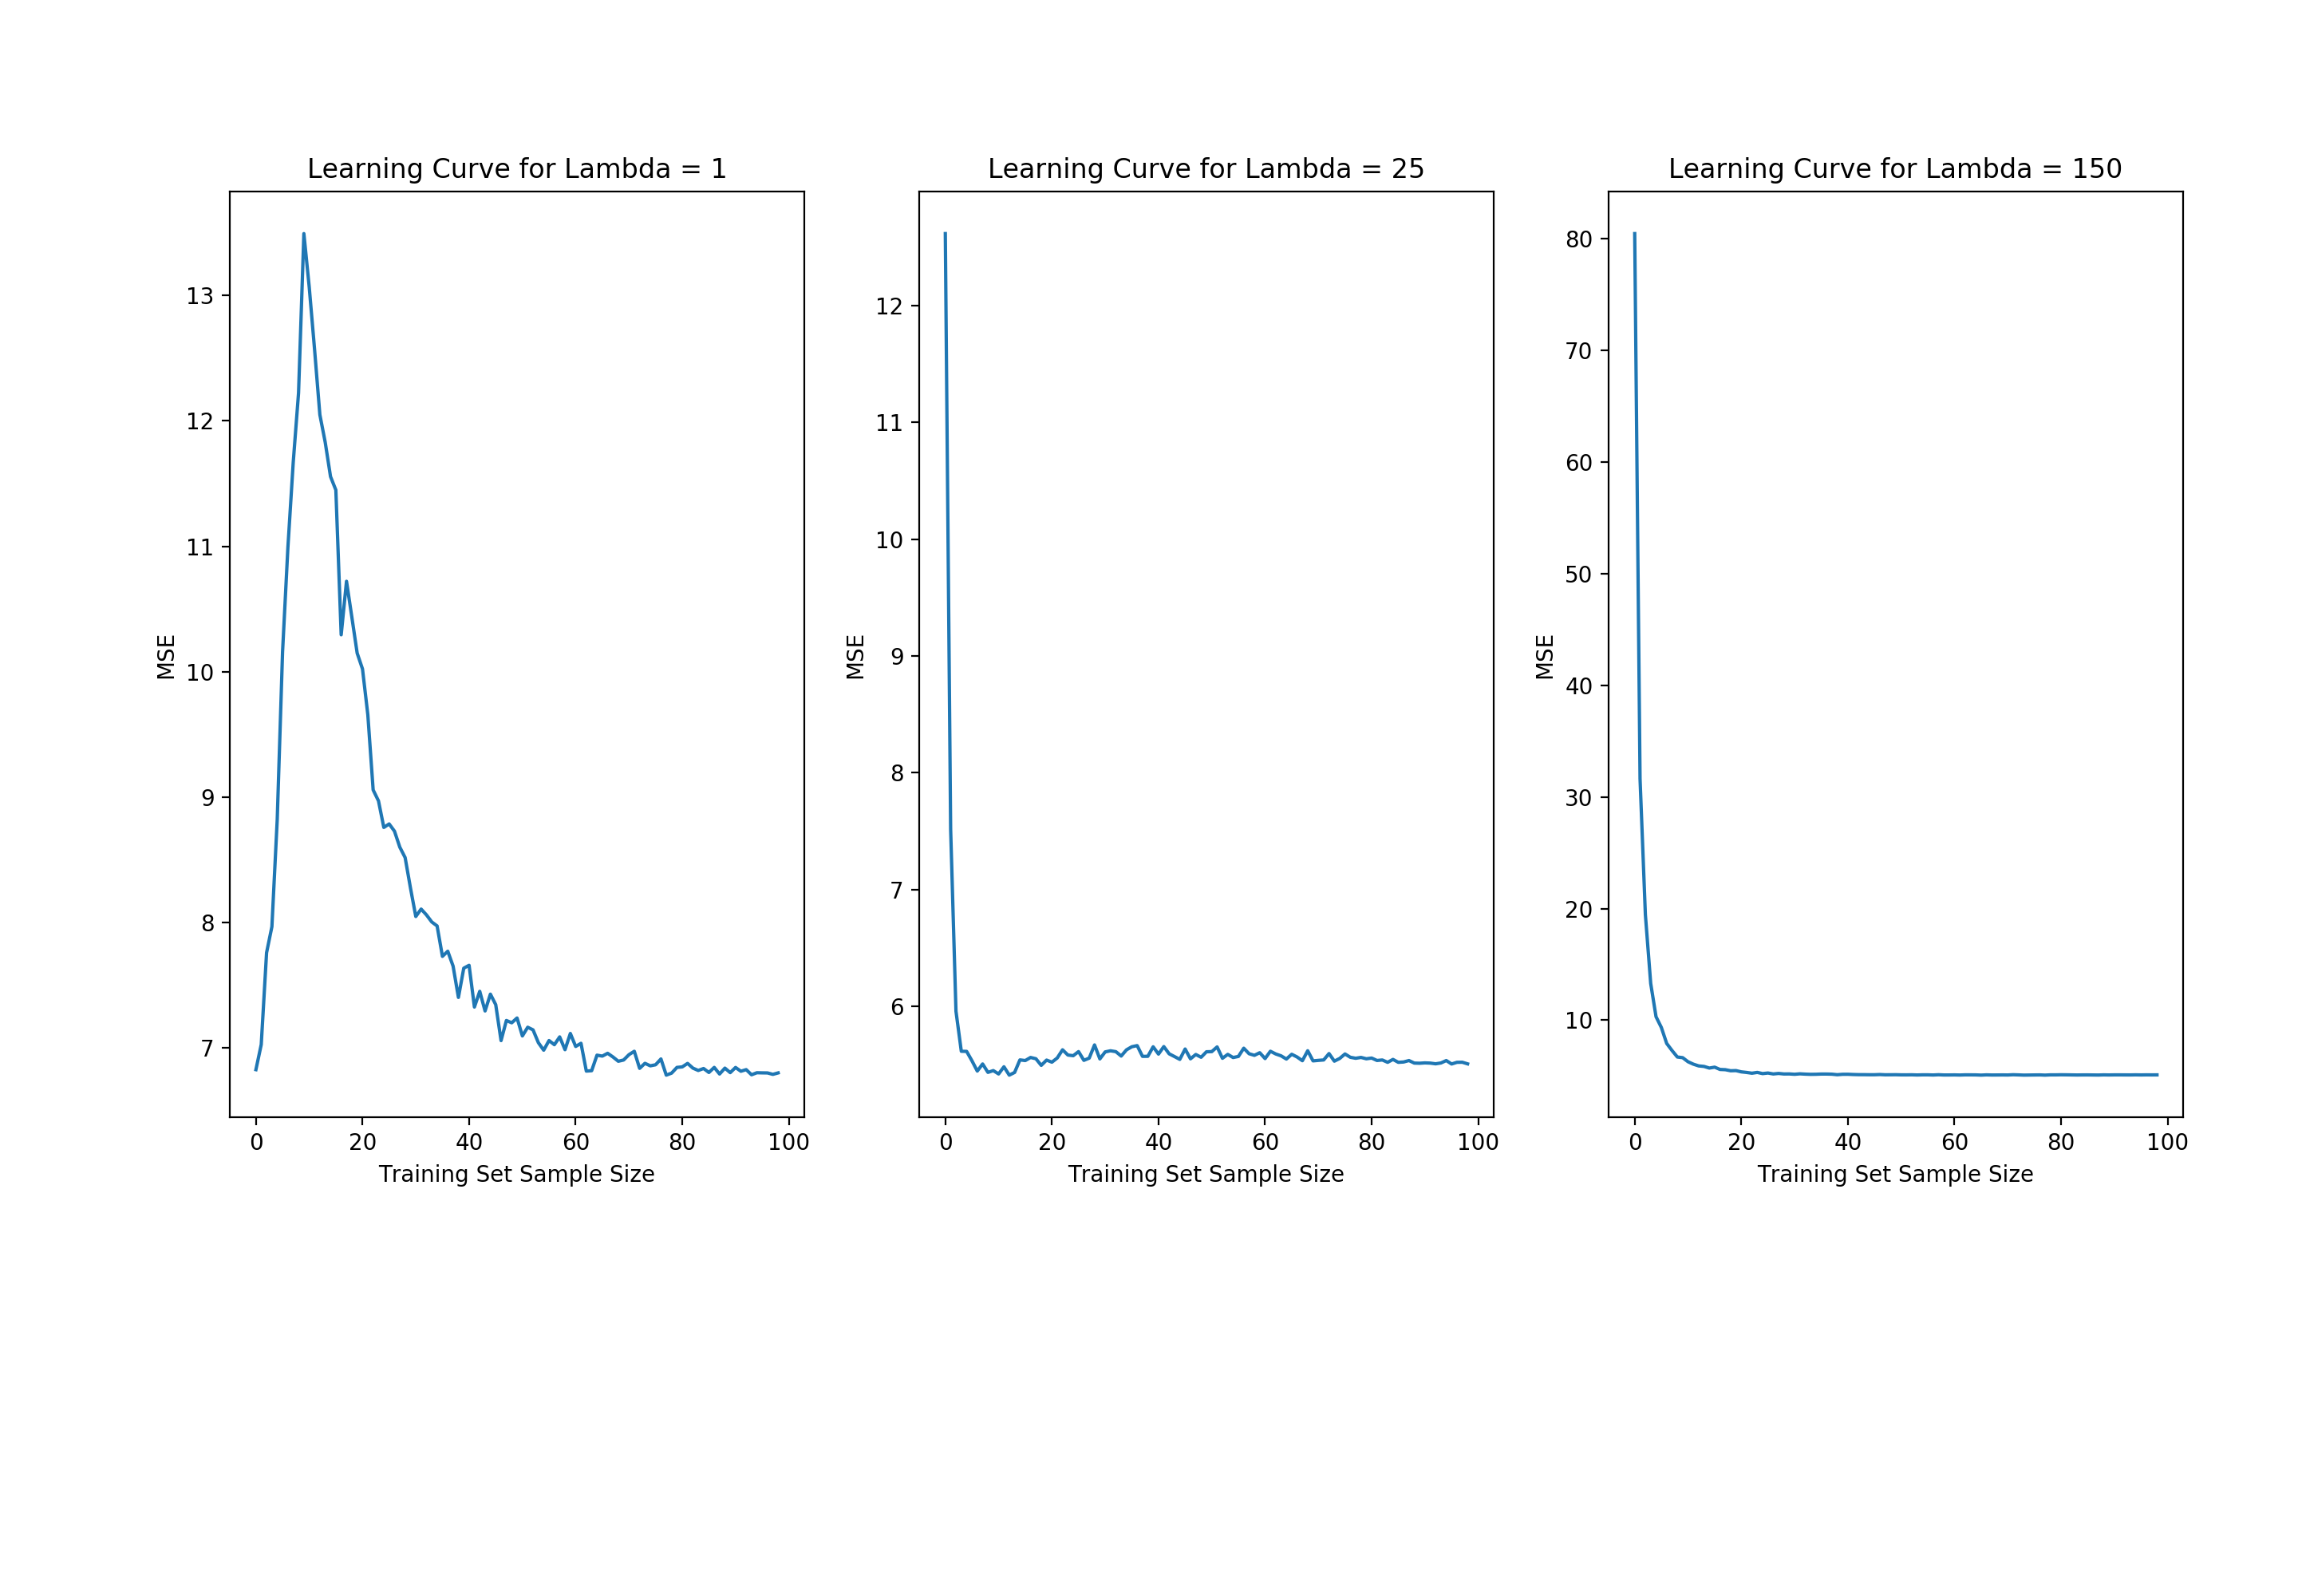 Learning Curve for Lambda = 1
13
12
11
10
9
8
7
MSE
0 20 40 60 80 100
Training Set Sample Size
Learning Curve for Lambda = 25
12
11
10
9
8
7
6
MSE
0 20 40 60 80 100
Training Set Sample Size
Learning Curve for Lambda = 150
80
70
60
50
40
30
20
10
MSE
0 20 40 60 80 100
Training Set Sample Size